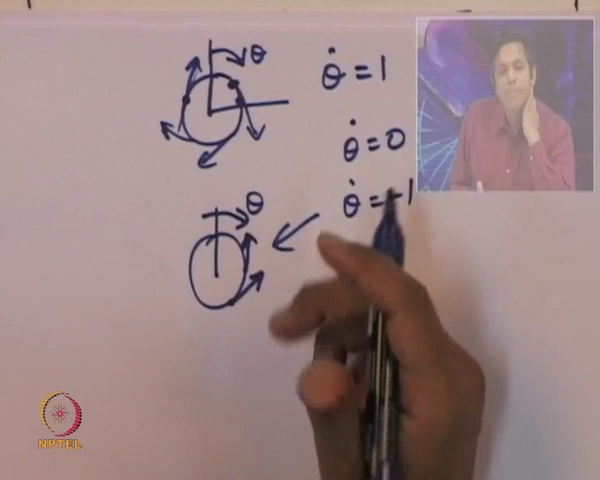 θ
θ̇ = 1
θ̇ = 0
θ
θ̇ = -1
NPTEL